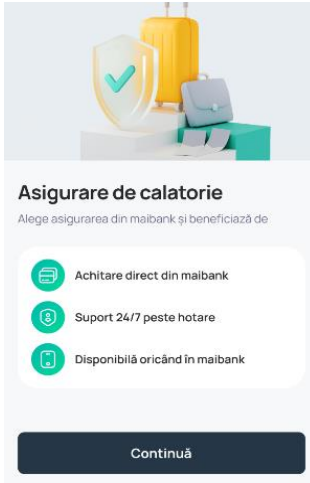 Asigurare de calatorie
Alege asigurarea din maibank și beneficiază de
Achitare direct din maibank
Suport 24/7 peste hotare
Disponibilă oricând în maibank
Continuă